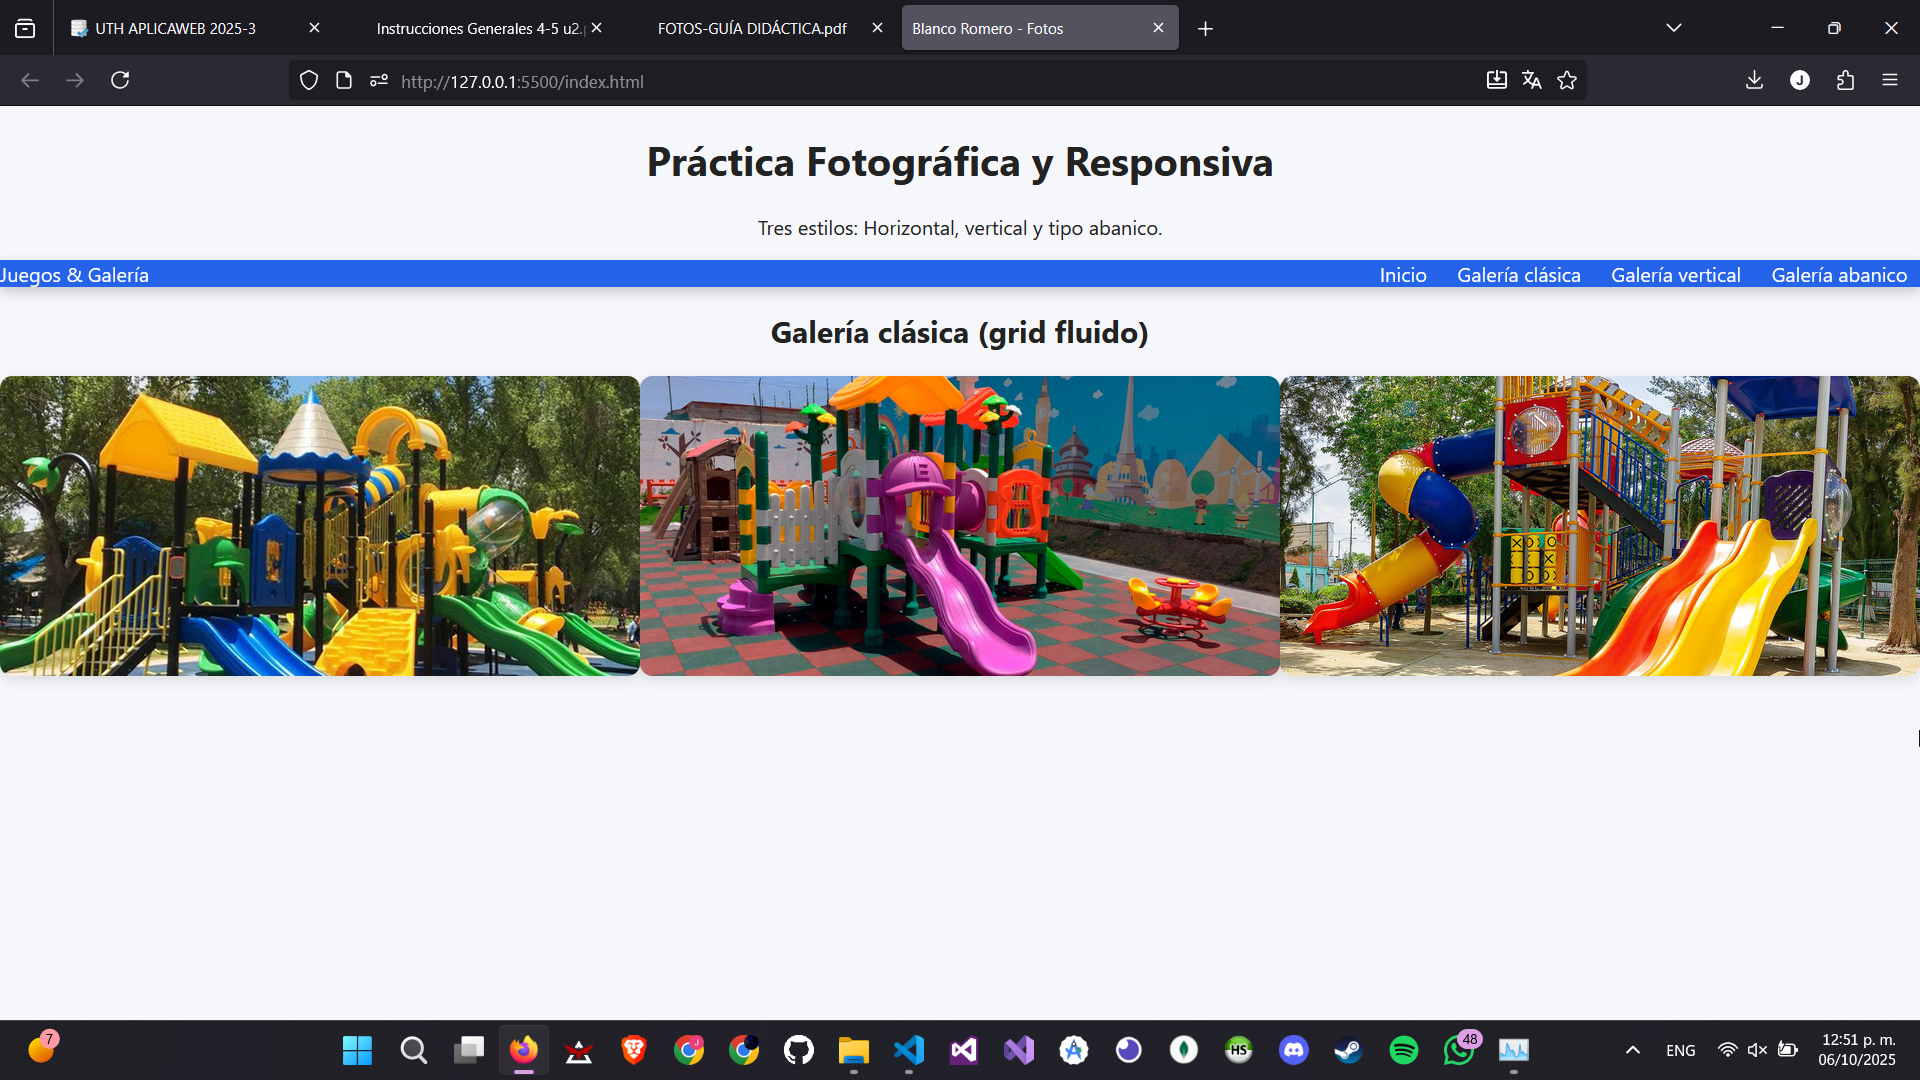 UTH APLICAWEB 2025-3
Instrucciones Generales 4-5 u2.
FOTOS-GUÍA DIDÁCTICA.pdf
Blanco Romero - Fotos
http://127.0.0.1:5500/index.html
J
Práctica Fotográfica y Responsiva
Tres estilos: Horizontal, vertical y tipo abanico.
Juegos & Galería
Inicio
Galería clásica
Galería vertical
Galería abanico
Galería clásica (grid fluido)
7
J
HS
48
ENG
12:51 p. m.
06/10/2025